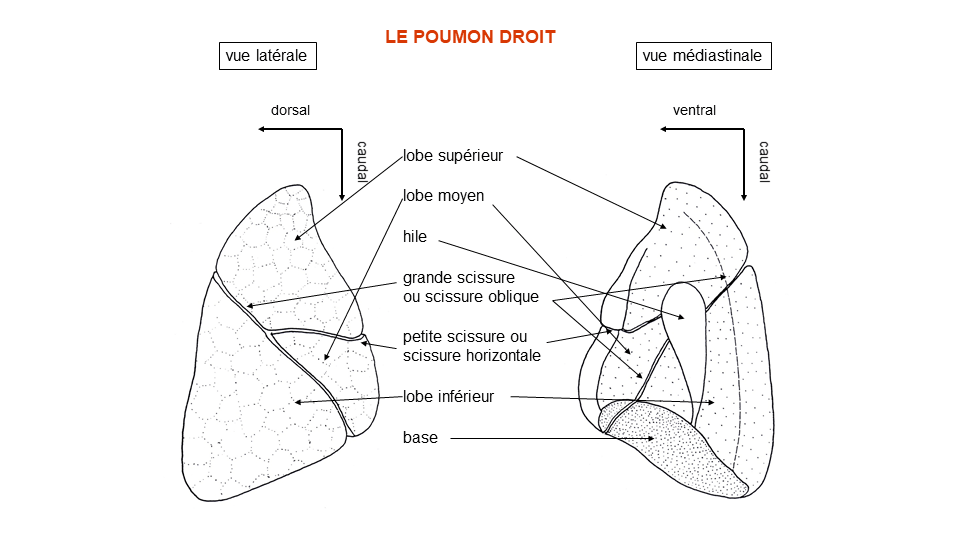 LE POUMON DROIT
vue latérale
vue médiastinale
dorsal
ventral
caudal
caudal
lobe supérieur
lobe moyen
hile
grande scissure
ou scissure oblique
petite scissure ou
scissure horizontale
lobe inférieur
base